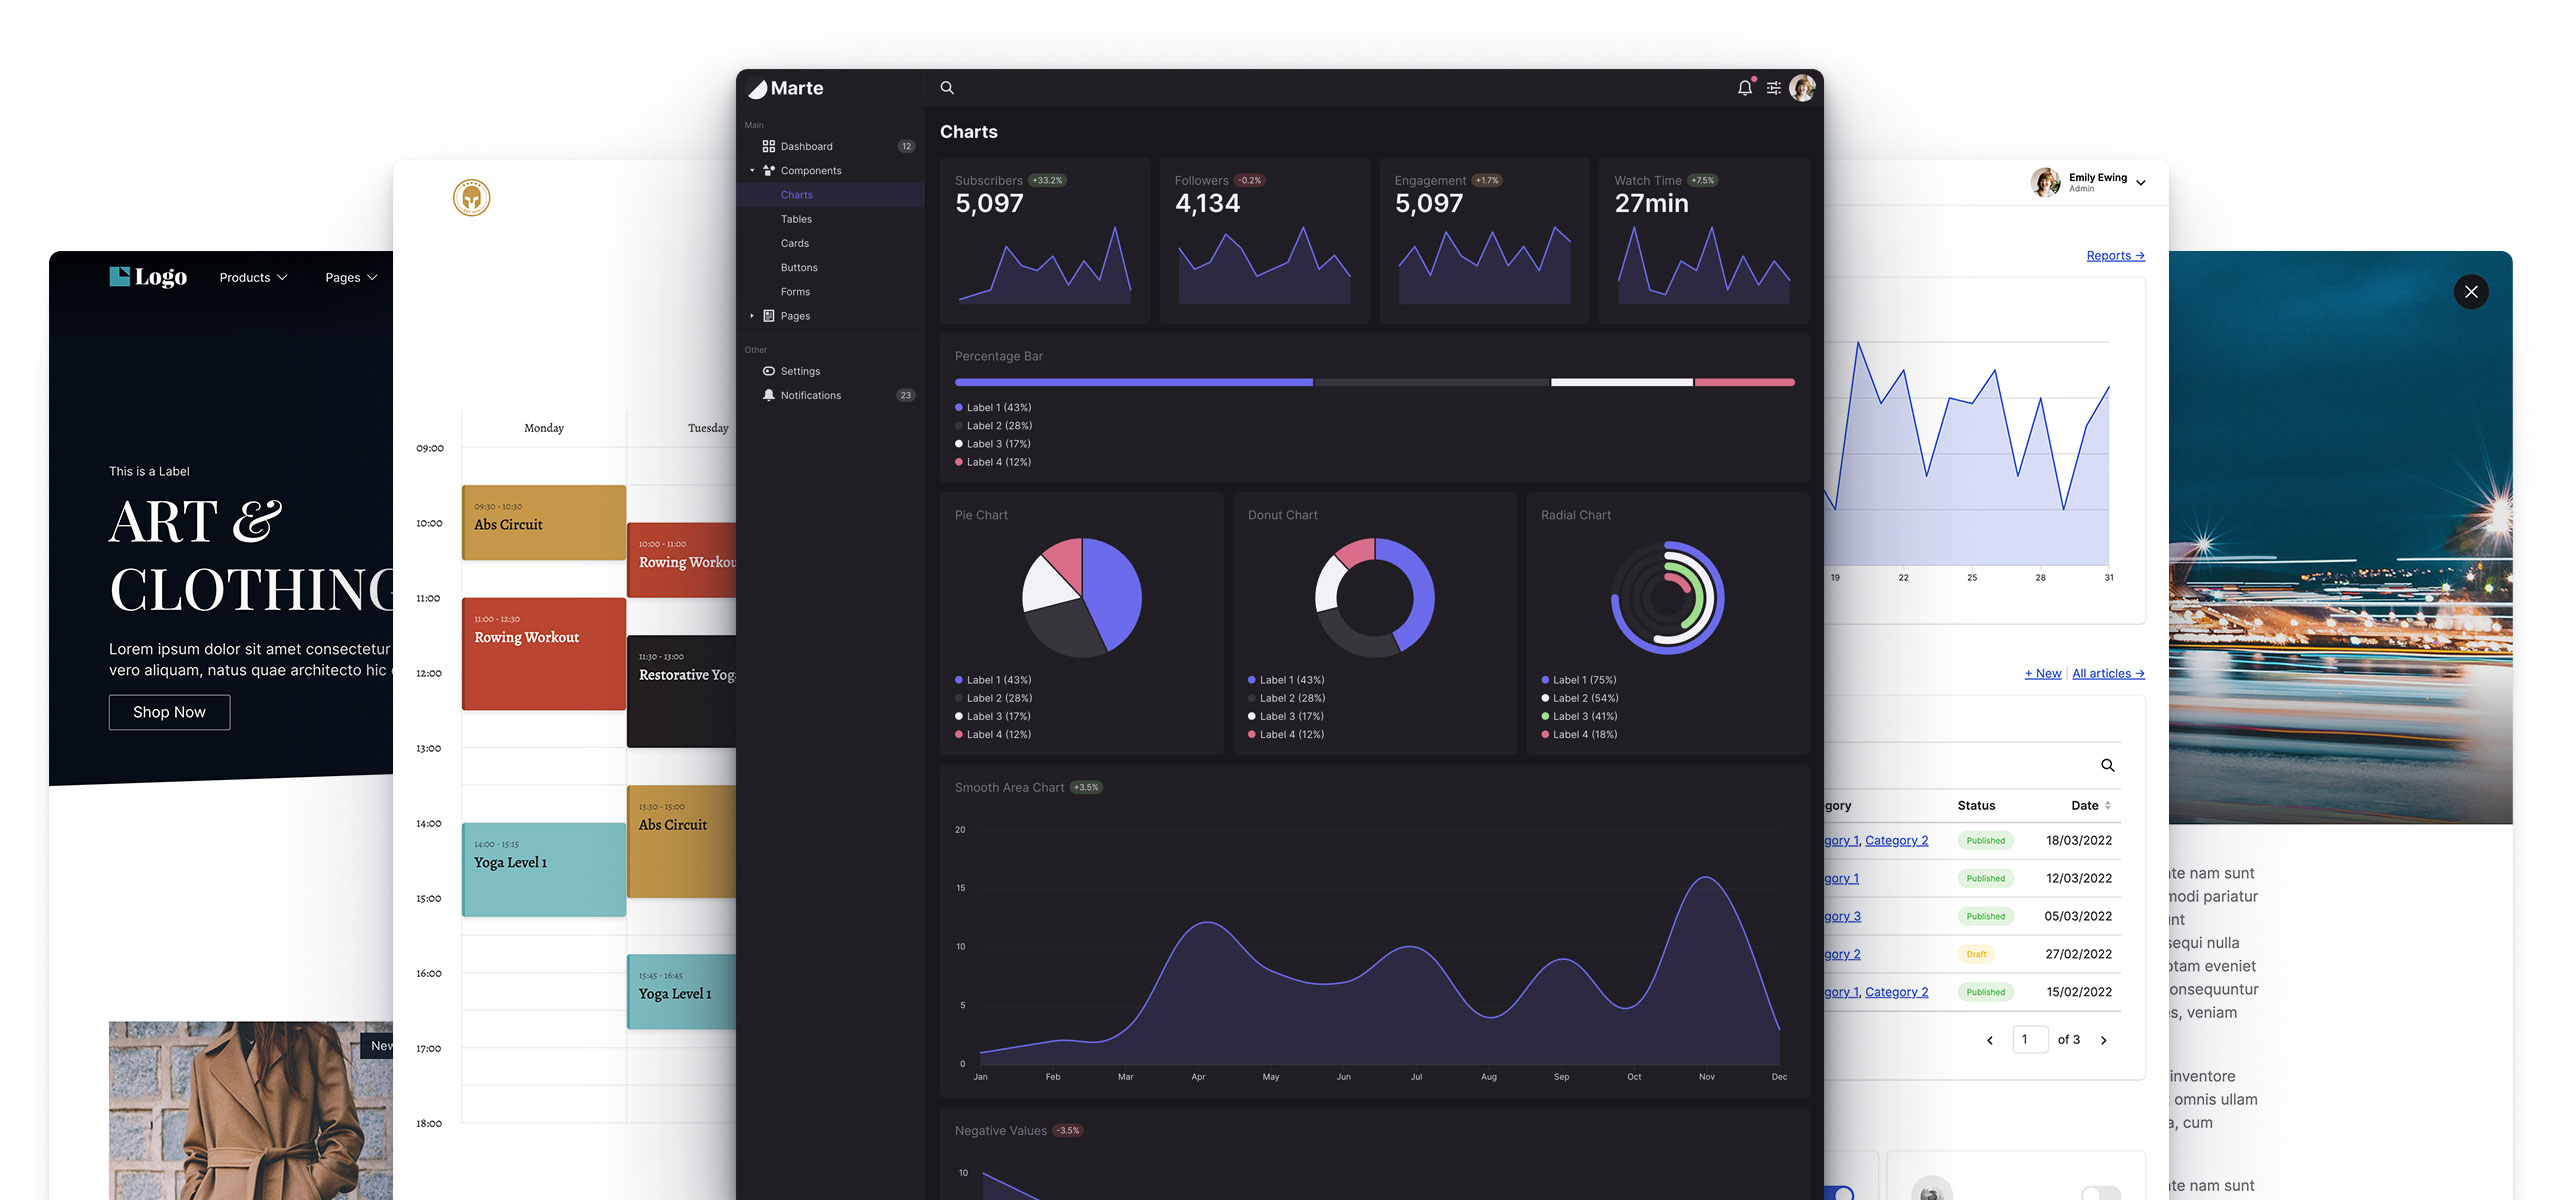 Logo
Products
Pages
This is a Label
ART &
CLOTHING
Lorem ipsum dolor sit amet consectetur
vero aliquam, natus quae architecto hic
Shop Now
New
Monday
Tuesday
09:00
10:00
11:00
12:00
13:00
14:00
15:00
16:00
17:00
18:00
09:30 - 10:30
Abs Circuit
11:00 - 12:30
Rowing Workout
14:00 - 15:15
Yoga Level 1
10:00 - 11:00
Rowing Workou
11:30 - 13:00
Restorative Yoga
13:30 - 15:00
Abs Circuit
15:45 - 16:45
Yoga Level 1
Marte
Main
Dashboard 12
Components
Charts
Tables
Cards
Buttons
Forms
Pages
Other
Settings
Notifications 23
Charts
Subscribers +33.2%
5,097
Followers -0.2%
4,134
Engagement +1.7%
5,097
Watch Time +7.5%
27min
Percentage Bar
Label 1 (43%)
Label 2 (28%)
Label 3 (17%)
Label 4 (12%)
Pie Chart
Label 1 (43%)
Label 2 (28%)
Label 3 (17%)
Label 4 (12%)
Donut Chart
Label 1 (43%)
Label 2 (28%)
Label 3 (17%)
Label 4 (12%)
Radial Chart
Label 1 (75%)
Label 2 (54%)
Label 3 (41%)
Label 4 (18%)
Smooth Area Chart +3.5%
20
15
10
5
0
Jan Feb Mar Apr May Jun Jul Aug Sep Oct Nov Dec
Negative Values -3.5%
10
Emily Ewing
Admin
Reports →
19 22 25 28 31
+ New All articles →
gory Status Date
gory 1, Category 2 Published 18/03/2022
gory 1 Published 12/03/2022
gory 3 Published 05/03/2022
gory 2 Draft 27/02/2022
gory 1, Category 2 Published 15/02/2022
1 of 3
te nam sunt
modi pariatur
nt
sequi nulla
ptam eveniet
onsequuntur
s, veniam
inventore
omnis ullam
a, cum
te nam sunt